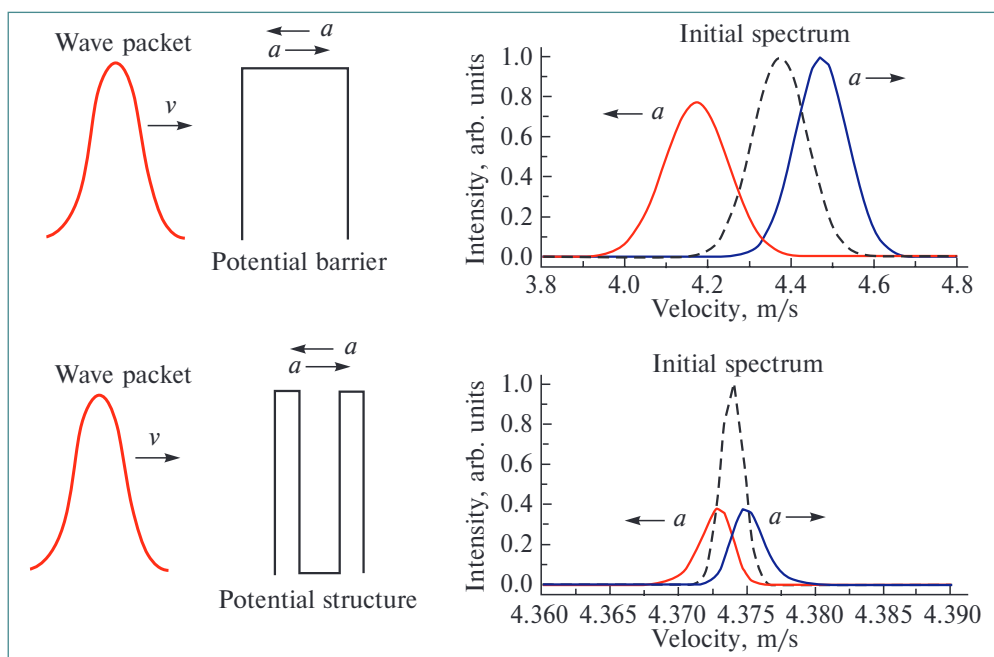 Wave packet
a
a
v
Potential barrier
Initial spectrum
Intensity, arb. units
1.0
0.8
0.6
0.4
0.2
0.0
a
a
3.8 4.0 4.2 4.4 4.6 4.8
Velocity, m/s
Wave packet
a
a
v
Potential structure
Initial spectrum
Intensity, arb. units
1.0
0.8
0.6
0.4
0.2
0.0
a
a
4.360 4.365 4.370 4.375 4.380 4.385 4.390
Velocity, m/s